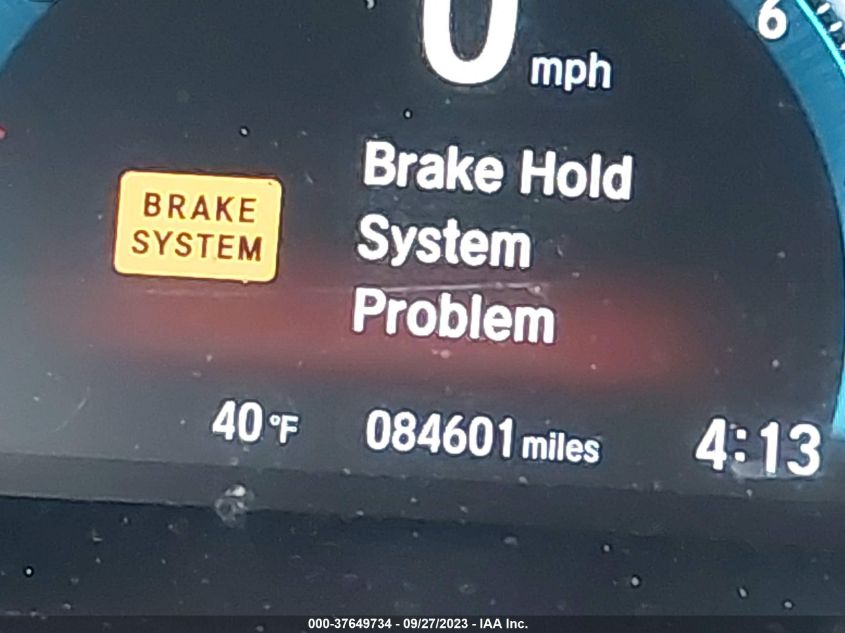 6
0 mph
Brake Hold
System
Problem
BRAKE
SYSTEM
40 °F 084601 miles 4:13
000-37649734 - 09/27/2023 - IAA Inc.